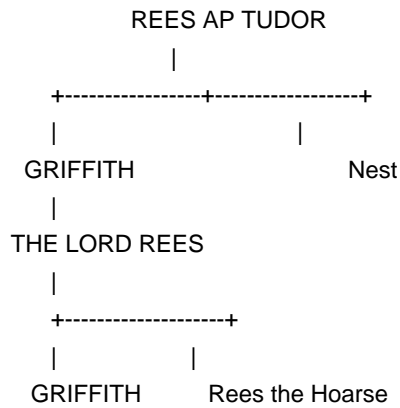 REES AP TUDOR
GRIFFITH Nest
THE LORD REES
GRIFFITH Rees the Hoarse